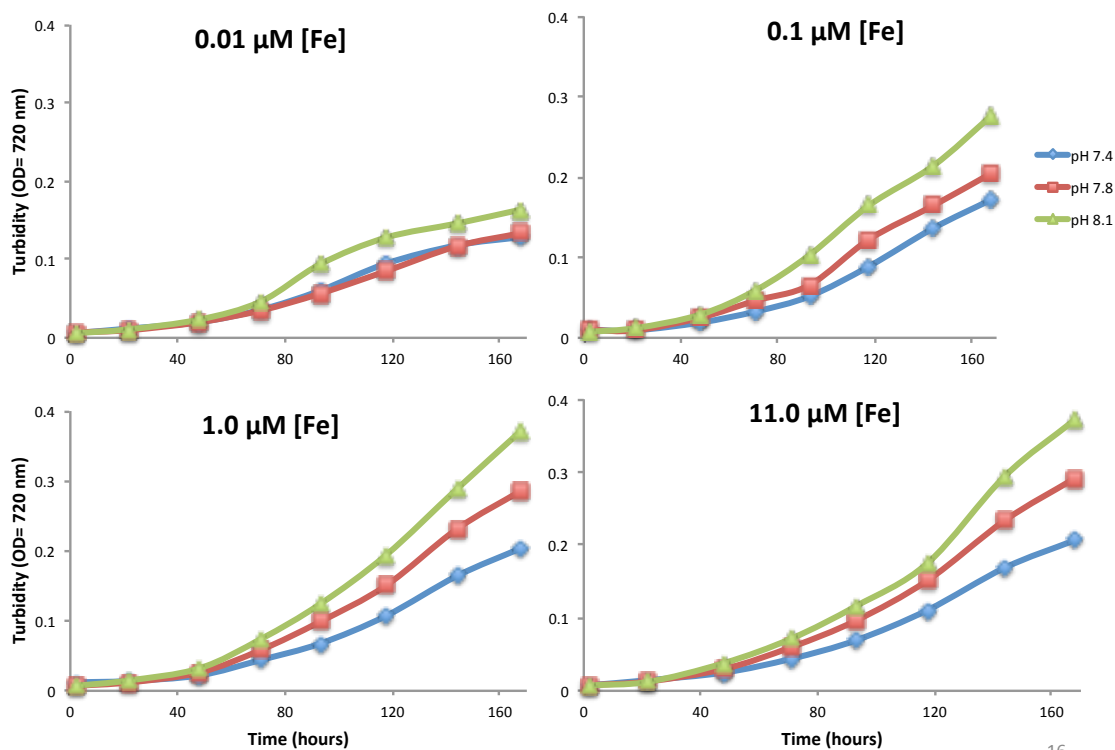 0.01 μM [Fe]
0.4
0.3
0.2
0.1
0
0 40 80 120 160
Turbidity (OD= 720 nm)
0.1 μM [Fe]
0.4
0.3
0.2
0.1
0
0 40 80 120 160
pH 7.4
pH 7.8
pH 8.1
1.0 μM [Fe]
0.4
0.3
0.2
0.1
0
0 40 80 120 160
Turbidity (OD= 720 nm)
Time (hours)
11.0 μM [Fe]
0.4
0.3
0.2
0.1
0
0 40 80 120 160
Time (hours)
16